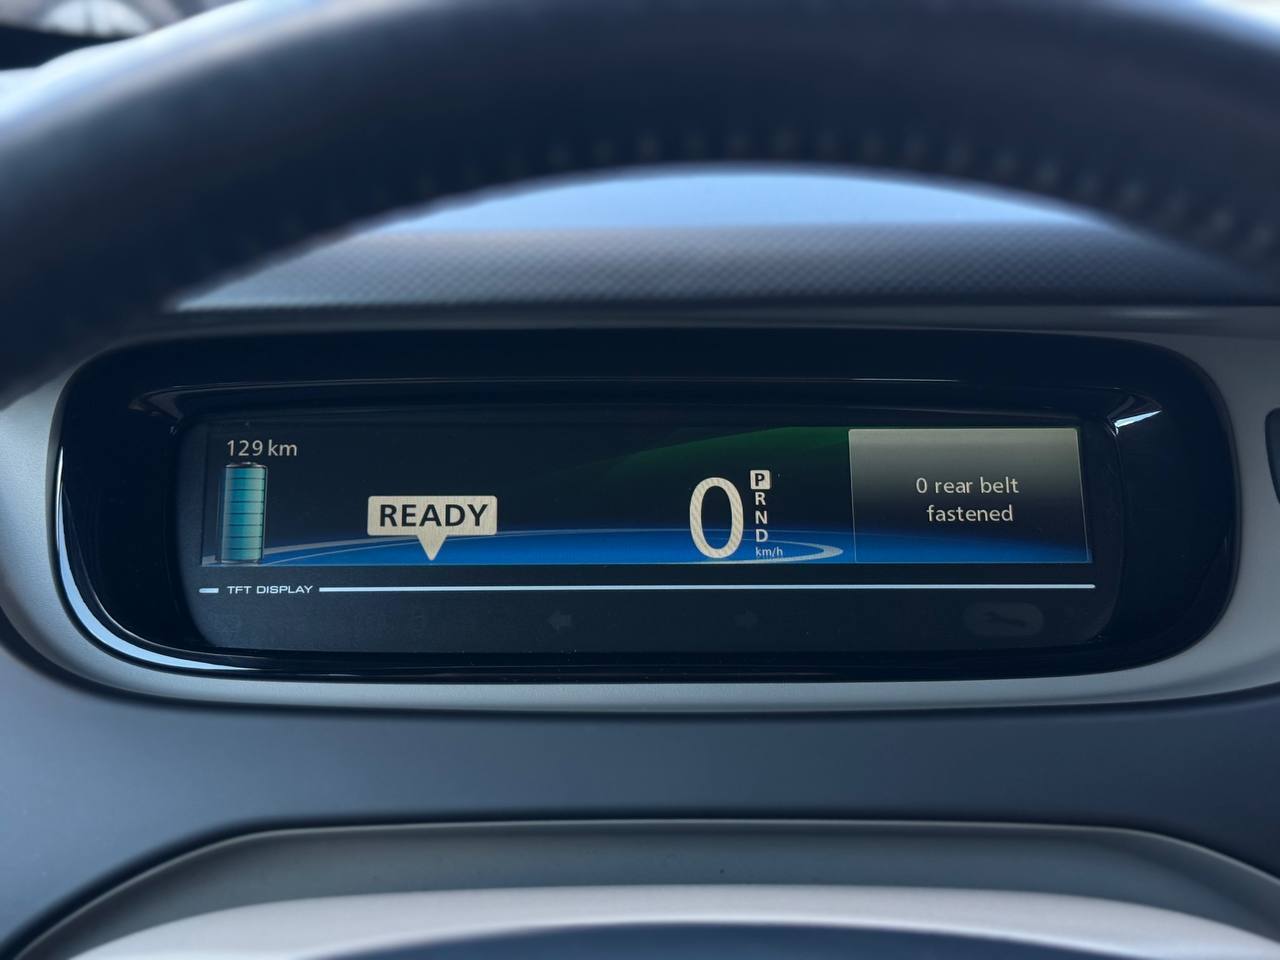 129 km
READY
0
P
R
N
D
km/h
0 rear belt
fastened
TFT DISPLAY